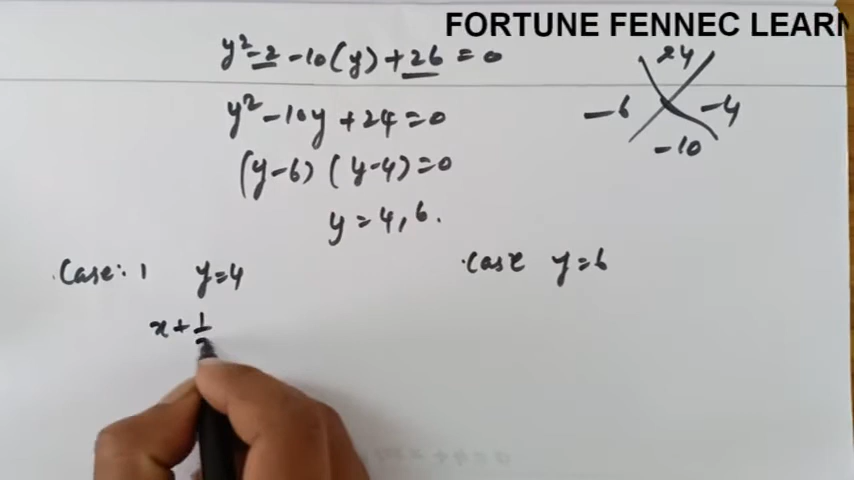 FORTUNE FENNEC LEARN
y²-2-10(y)+26=0
24
-6 -4
-10
y²-10y+24=0
(y-6)(y-4)=0
y=4,6.
Case: 1 y=4
x+1/
Case y=6